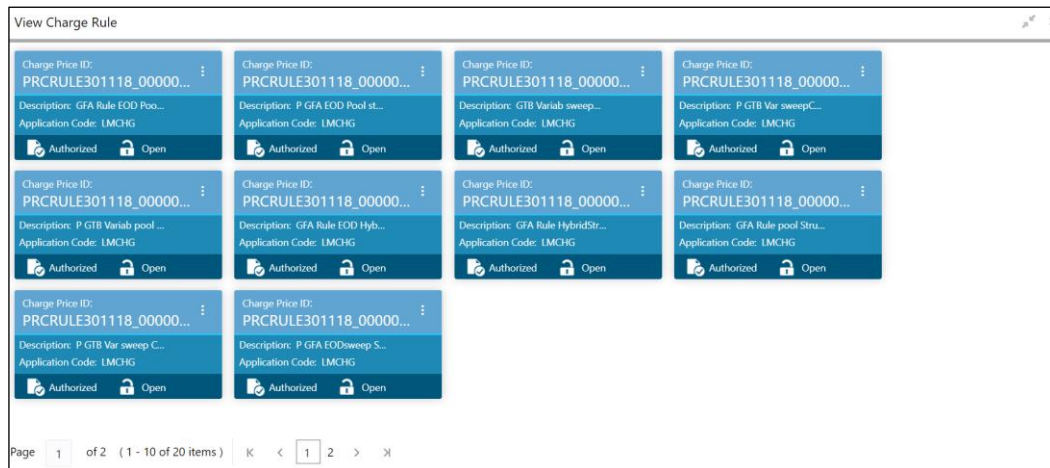 View Charge Rule
Charge Price ID: Charge Price ID: Charge Price ID: Charge Price ID:
PRCRULE301118_00000... PRCRULE301118_00000... PRCRULE301118_00000... PRCRULE301118_00000...
Description: GFA Rule EOD Poo... Description: P GFA EOD Pool st... Description: GTB Variab sweep... Description: P GTB Var sweepC...
Application Code: LMCHG Application Code: LMCHG Application Code: LMCHG Application Code: LMCHG
Authorized Open Authorized Open Authorized Open Authorized Open
Charge Price ID: Charge Price ID: Charge Price ID: Charge Price ID:
PRCRULE301118_00000... PRCRULE301118_00000... PRCRULE301118_00000... PRCRULE301118_00000...
Description: P GTB Variab pool ... Description: GFA Rule EOD Hyb... Description: GFA Rule HybridStr... Description: GFA Rule pool Stru...
Application Code: LMCHG Application Code: LMCHG Application Code: LMCHG Application Code: LMCHG
Authorized Open Authorized Open Authorized Open Authorized Open
Charge Price ID: Charge Price ID:
PRCRULE301118_00000... PRCRULE301118_00000...
Description: P GTB Var sweep C... Description: P GFA EODsweep S...
Application Code: LMCHG Application Code: LMCHG
Authorized Open Authorized Open
Page 1 of 2 ( 1 - 10 of 20 items ) 1 2